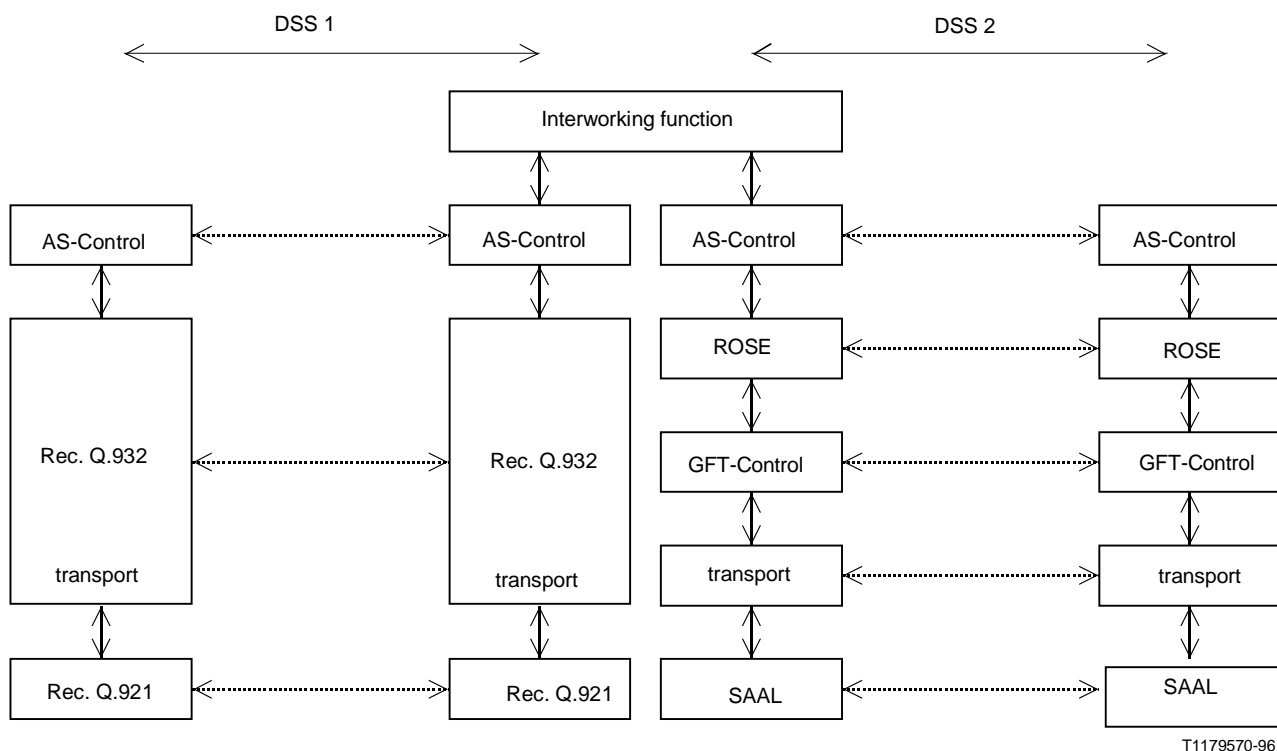 DSS 1
DSS 2
Interworking function
AS-Control
AS-Control
AS-Control
AS-Control
ROSE
ROSE
Rec. Q.932
Rec. Q.932
GFT-Control
GFT-Control
transport
transport
transport
transport
Rec. Q.921
Rec. Q.921
SAAL
SAAL
T1179570-96